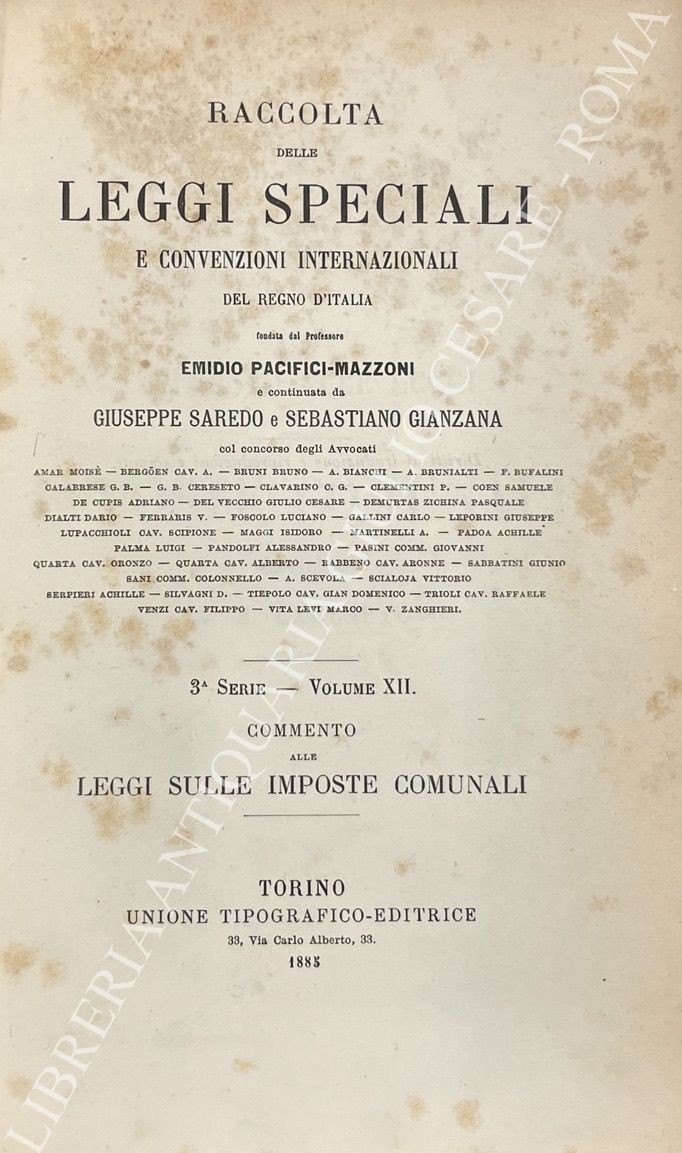 RACCOLTA
DELLE
LEGGI SPECIALI
E CONVENZIONI INTERNAZIONALI
DEL REGNO D'ITALIA
fondata dal Professore
EMIDIO PACIFICI-MAZZONI
e continuata da
GIUSEPPE SAREDO e SEBASTIANO GIANZANA
col concorso degli Avvocati
AMAR MOISÈ — BERGÖEN CAV. A. — BRUNI BRUNO — A. BIANCHI — A. BRUNIALTI — F. BUFALINI
CALABRESE G. B. — G. B. CERESETO — CLAVARINO C. G. — CLEMENTINI P. — COEN SAMUELE
DE CUPIS ADRIANO — DEL VECCHIO GIULIO CESARE — DEMURTAS ZICHINA PASQUALE
DIALTI DARIO — FERRARIS V. — FOSCOLO LUCIANO — GALLINI CARLO — LEPORINI GIUSEPPE
LUPACCHIOLI CAV. SCIPIONE — MAGGI ISIDORO — MARTINELLI A. — PADOA ACHILLE
PALMA LUIGI — PANDOLFI ALESSANDRO — PASINI COMM. GIOVANNI
QUARTA CAV. ORONZO — QUARTA CAV. ALBERTO — RABBENO CAV. ARONNE — SABBATINI GIUNIO
SANI COMM. COLONNELLO — A. SCEVOLA — SCIALOJA VITTORIO
SERPIERI ACHILLE — SILVAGNI D. — TIEPOLO CAV. GIAN DOMENICO — TRIOLI CAV. RAFFAELE
VENZI CAV. FILIPPO — VITA LEVI MARCO — V. ZANGHIERI.
3ᴬ SERIE — VOLUME XII.
COMMENTO
ALLE
LEGGI SULLE IMPOSTE COMUNALI
TORINO
UNIONE TIPOGRAFICO-EDITRICE
33, Via Carlo Alberto, 33.
1885
LIBRERIA ANTIQUARIA GIULIO CESARE - ROMA